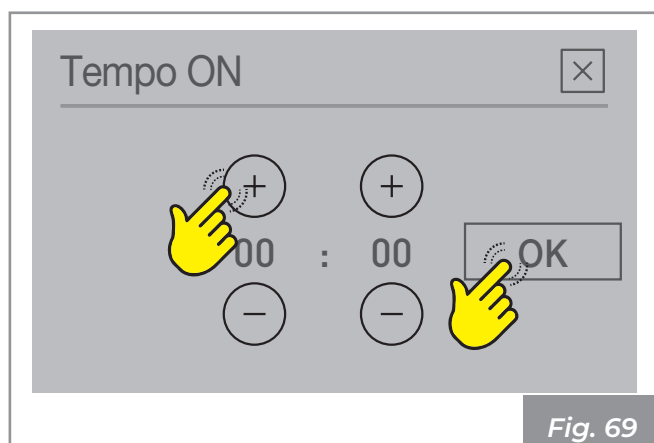 Tempo ON
+ +
00 : 00 OK
− −
Fig. 69